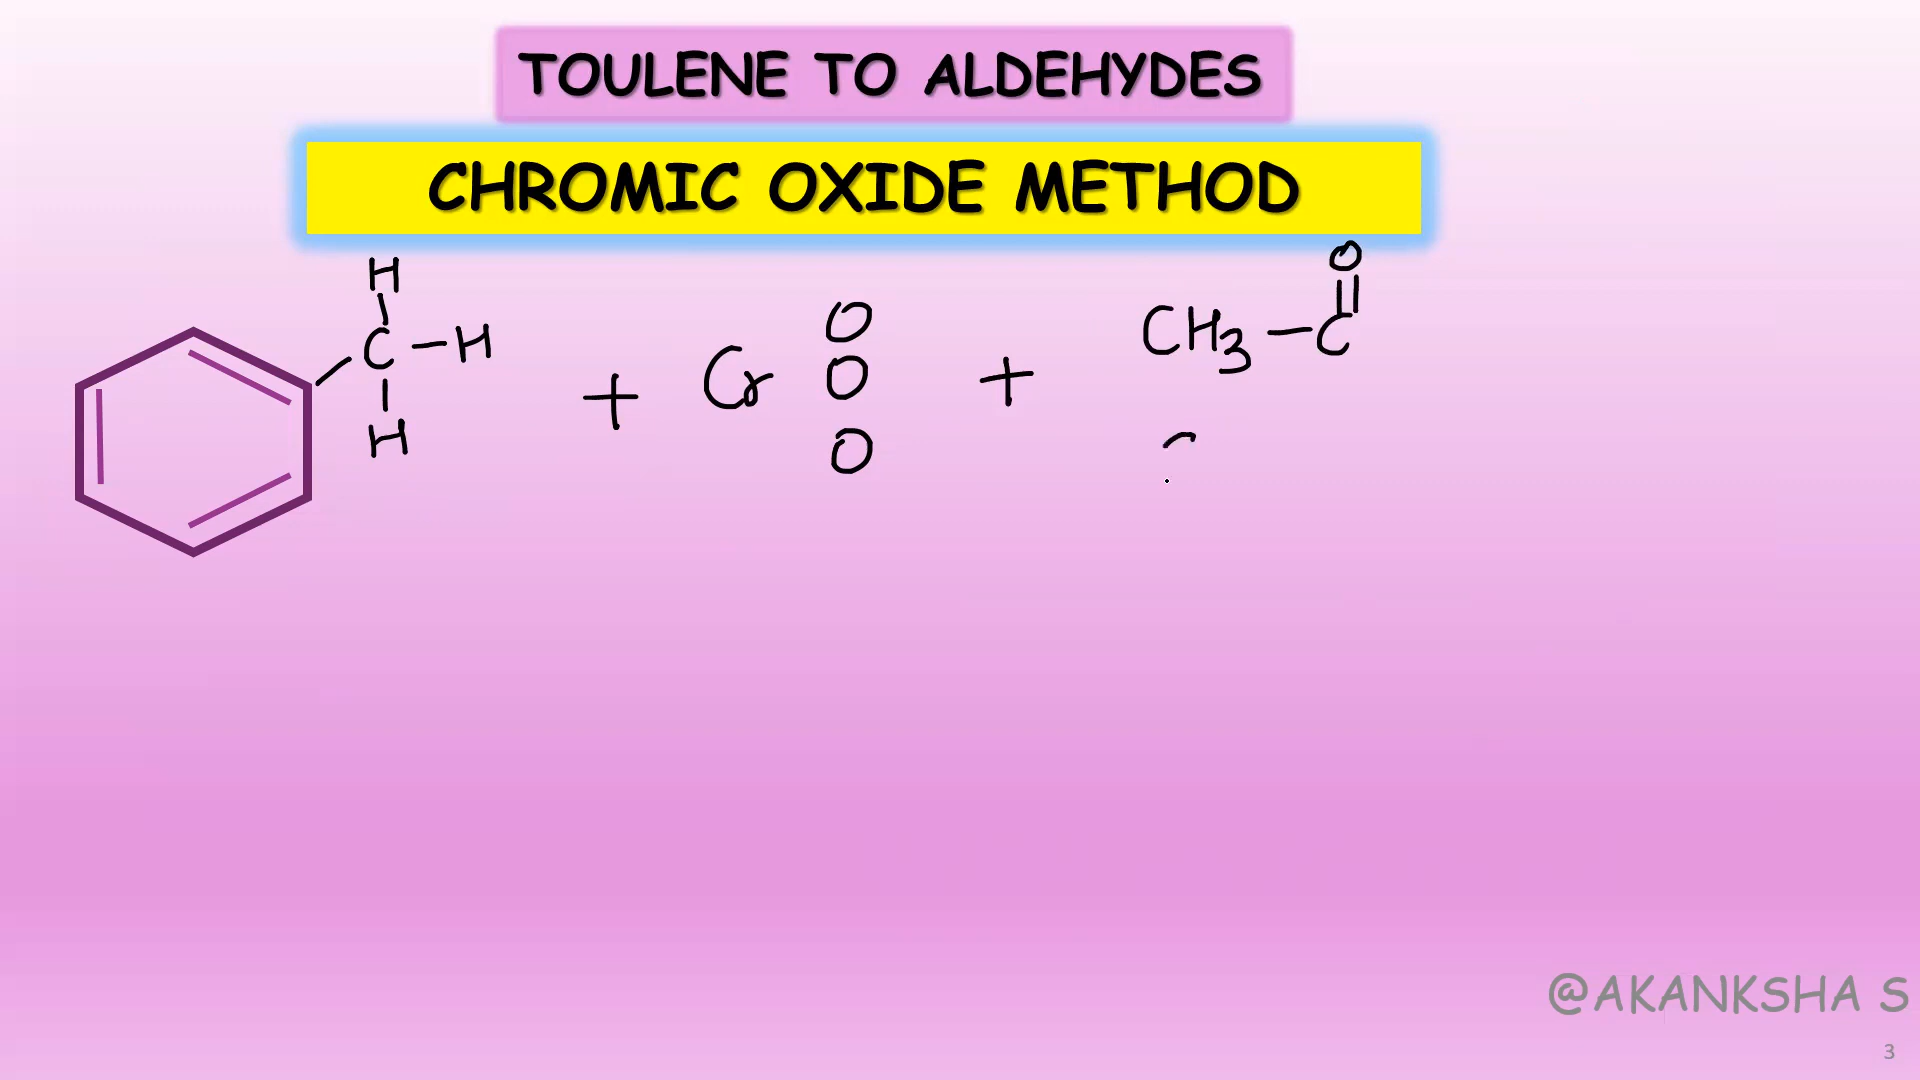 TOULENE TO ALDEHYDES
CHROMIC OXIDE METHOD
H
C - H
H
+
Cr
O
O
O
+
O
CH3 - C
@AKANKSHA S
3